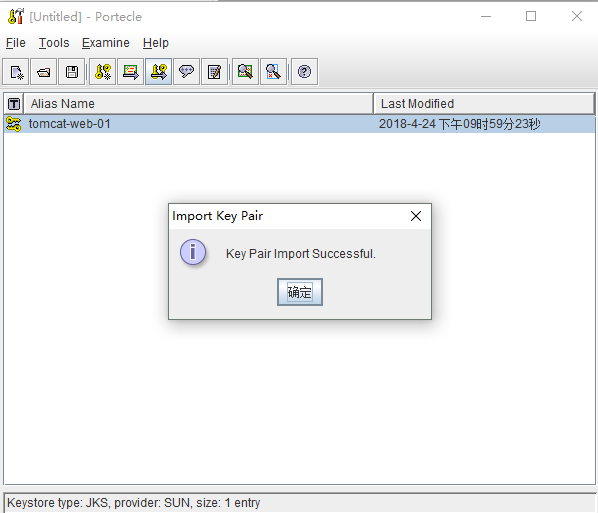 [Untitled] - Portecle
File Tools Examine Help
T Alias Name Last Modified
tomcat-web-01 2018-4-24 下午09时59分23秒
Import Key Pair
Key Pair Import Successful.
确定
Keystore type: JKS, provider: SUN, size: 1 entry